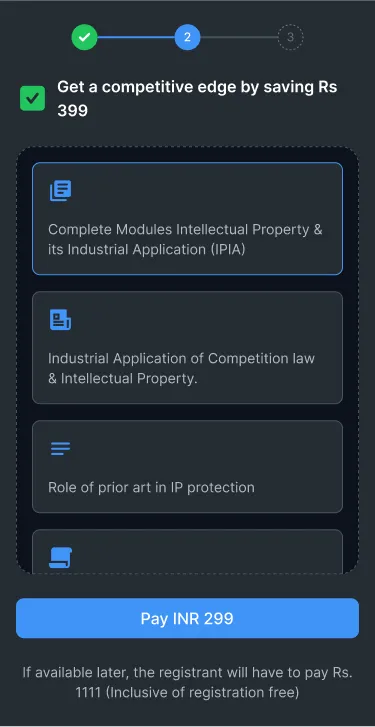 2
3
Get a competitive edge by saving Rs
399
Complete Modules Intellectual Property &
its Industrial Application (IPIA)
Industrial Application of Competition law
& Intellectual Property.
Role of prior art in IP protection
Pay INR 299
If available later, the registrant will have to pay Rs.
1111 (Inclusive of registration free)